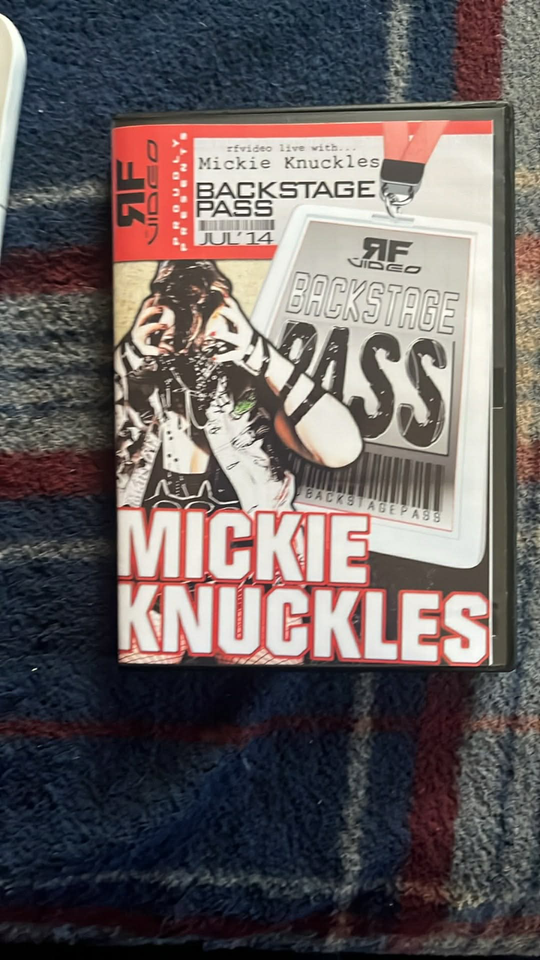 RF
VIDEO
PROUDLY
PRESENTS
rfvideo live with...
Mickie Knuckles
BACKSTAGE
PASS
JUL'14
RF
VIDEO
BACKSTAGE
PASS
BACKSTAGEPASS
MICKIE
KNUCKLES